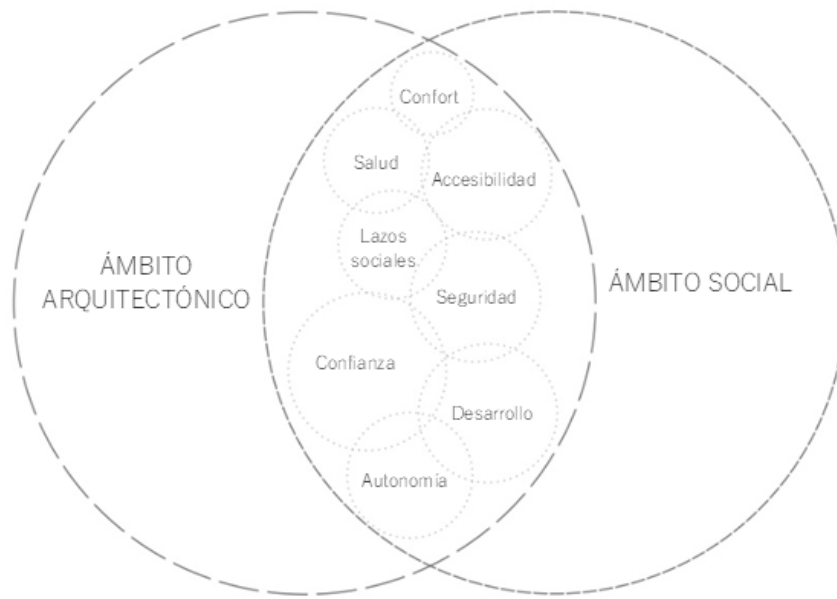 Confort
Salud
Accesibilidad
Lazos
sociales
ÁMBITO
ARQUITECTÓNICO
Seguridad
ÁMBITO SOCIAL
Confianza
Desarrollo
Autonomía